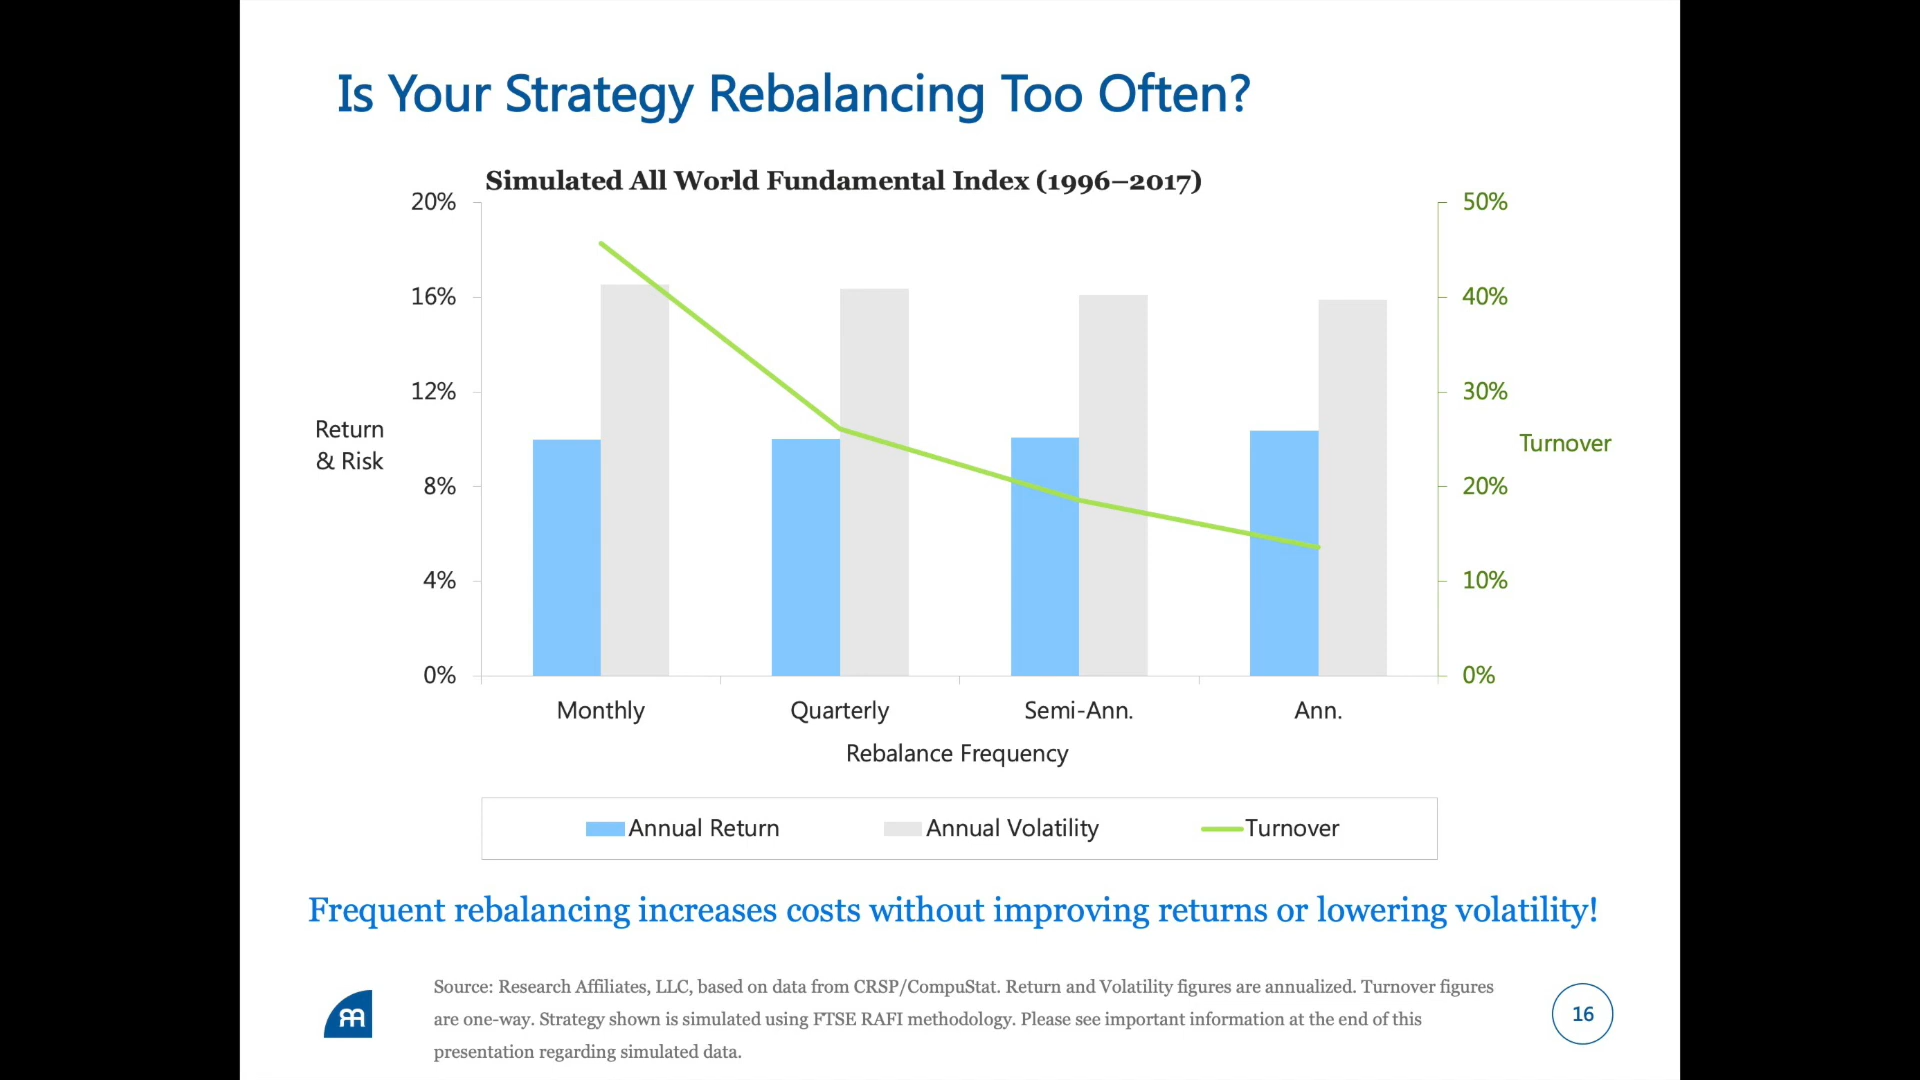 Is Your Strategy Rebalancing Too Often?
Simulated All World Fundamental Index (1996–2017)
20%
16%
12%
8%
4%
0%
Return
& Risk
50%
40%
30%
20%
10%
0%
Turnover
Monthly
Quarterly
Semi-Ann.
Ann.
Rebalance Frequency
Annual Return
Annual Volatility
Turnover
Frequent rebalancing increases costs without improving returns or lowering volatility!
Source: Research Affiliates, LLC, based on data from CRSP/CompuStat. Return and Volatility figures are annualized. Turnover figures
are one-way. Strategy shown is simulated using FTSE RAFI methodology. Please see important information at the end of this
presentation regarding simulated data.
16